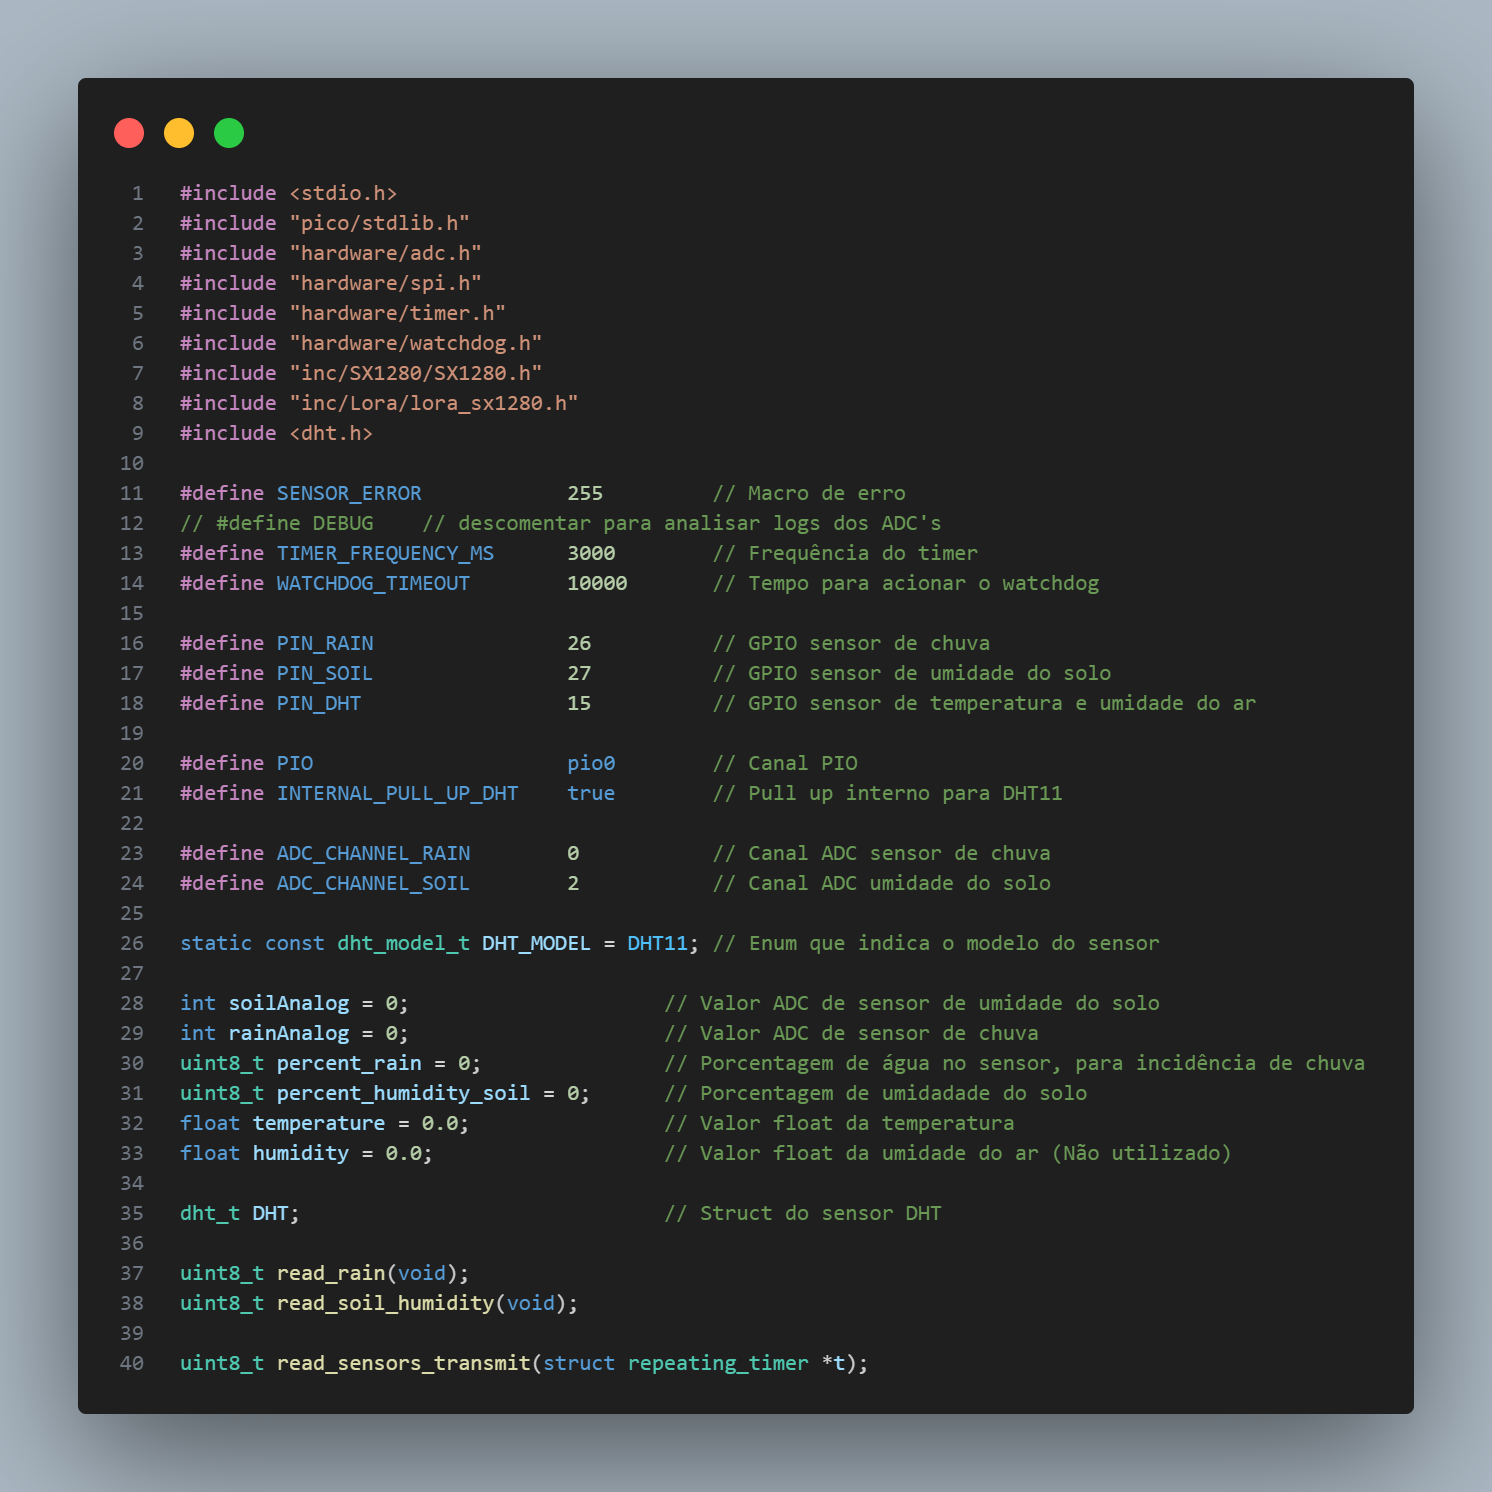 1 #include <stdio.h>
2 #include "pico/stdlib.h"
3 #include "hardware/adc.h"
4 #include "hardware/spi.h"
5 #include "hardware/timer.h"
6 #include "hardware/watchdog.h"
7 #include "inc/SX1280/SX1280.h"
8 #include "inc/Lora/lora_sx1280.h"
9 #include <dht.h>
10
11 #define SENSOR_ERROR            255         // Macro de erro
12 // #define DEBUG    // descomentar para analisar logs dos ADC's
13 #define TIMER_FREQUENCY_MS      3000        // Frequência do timer
14 #define WATCHDOG_TIMEOUT        10000       // Tempo para acionar o watchdog
15
16 #define PIN_RAIN                26          // GPIO sensor de chuva
17 #define PIN_SOIL                27          // GPIO sensor de umidade do solo
18 #define PIN_DHT                 15          // GPIO sensor de temperatura e umidade do ar
19
20 #define PIO                     pio0        // Canal PIO
21 #define INTERNAL_PULL_UP_DHT    true        // Pull up interno para DHT11
22
23 #define ADC_CHANNEL_RAIN        0           // Canal ADC sensor de chuva
24 #define ADC_CHANNEL_SOIL        2           // Canal ADC umidade do solo
25
26 static const dht_model_t DHT_MODEL = DHT11; // Enum que indica o modelo do sensor
27
28 int soilAnalog = 0;                     // Valor ADC de sensor de umidade do solo
29 int rainAnalog = 0;                     // Valor ADC de sensor de chuva
30 uint8_t percent_rain = 0;               // Porcentagem de água no sensor, para incidência de chuva
31 uint8_t percent_humidity_soil = 0;      // Porcentagem de umidadade do solo
32 float temperature = 0.0;                // Valor float da temperatura
33 float humidity = 0.0;                   // Valor float da umidade do ar (Não utilizado)
34
35 dht_t DHT;                              // Struct do sensor DHT
36
37 uint8_t read_rain(void);
38 uint8_t read_soil_humidity(void);
39
40 uint8_t read_sensors_transmit(struct repeating_timer *t);